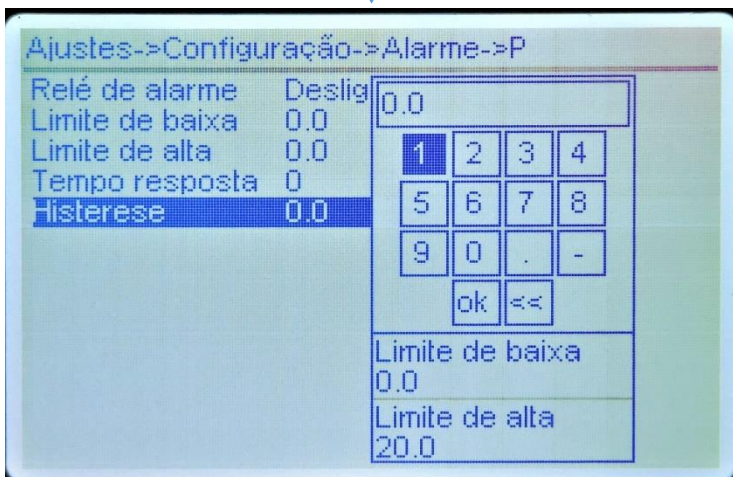 Ajustes->Configuração->Alarme->P
Relé de alarme Deslig
Limite de baixa 0.0
Limite de alta 0.0
Tempo resposta 0
Histerese 0.0
0.0
1 2 3 4
5 6 7 8
9 0 . -
ok <<
Limite de baixa
0.0
Limite de alta
20.0